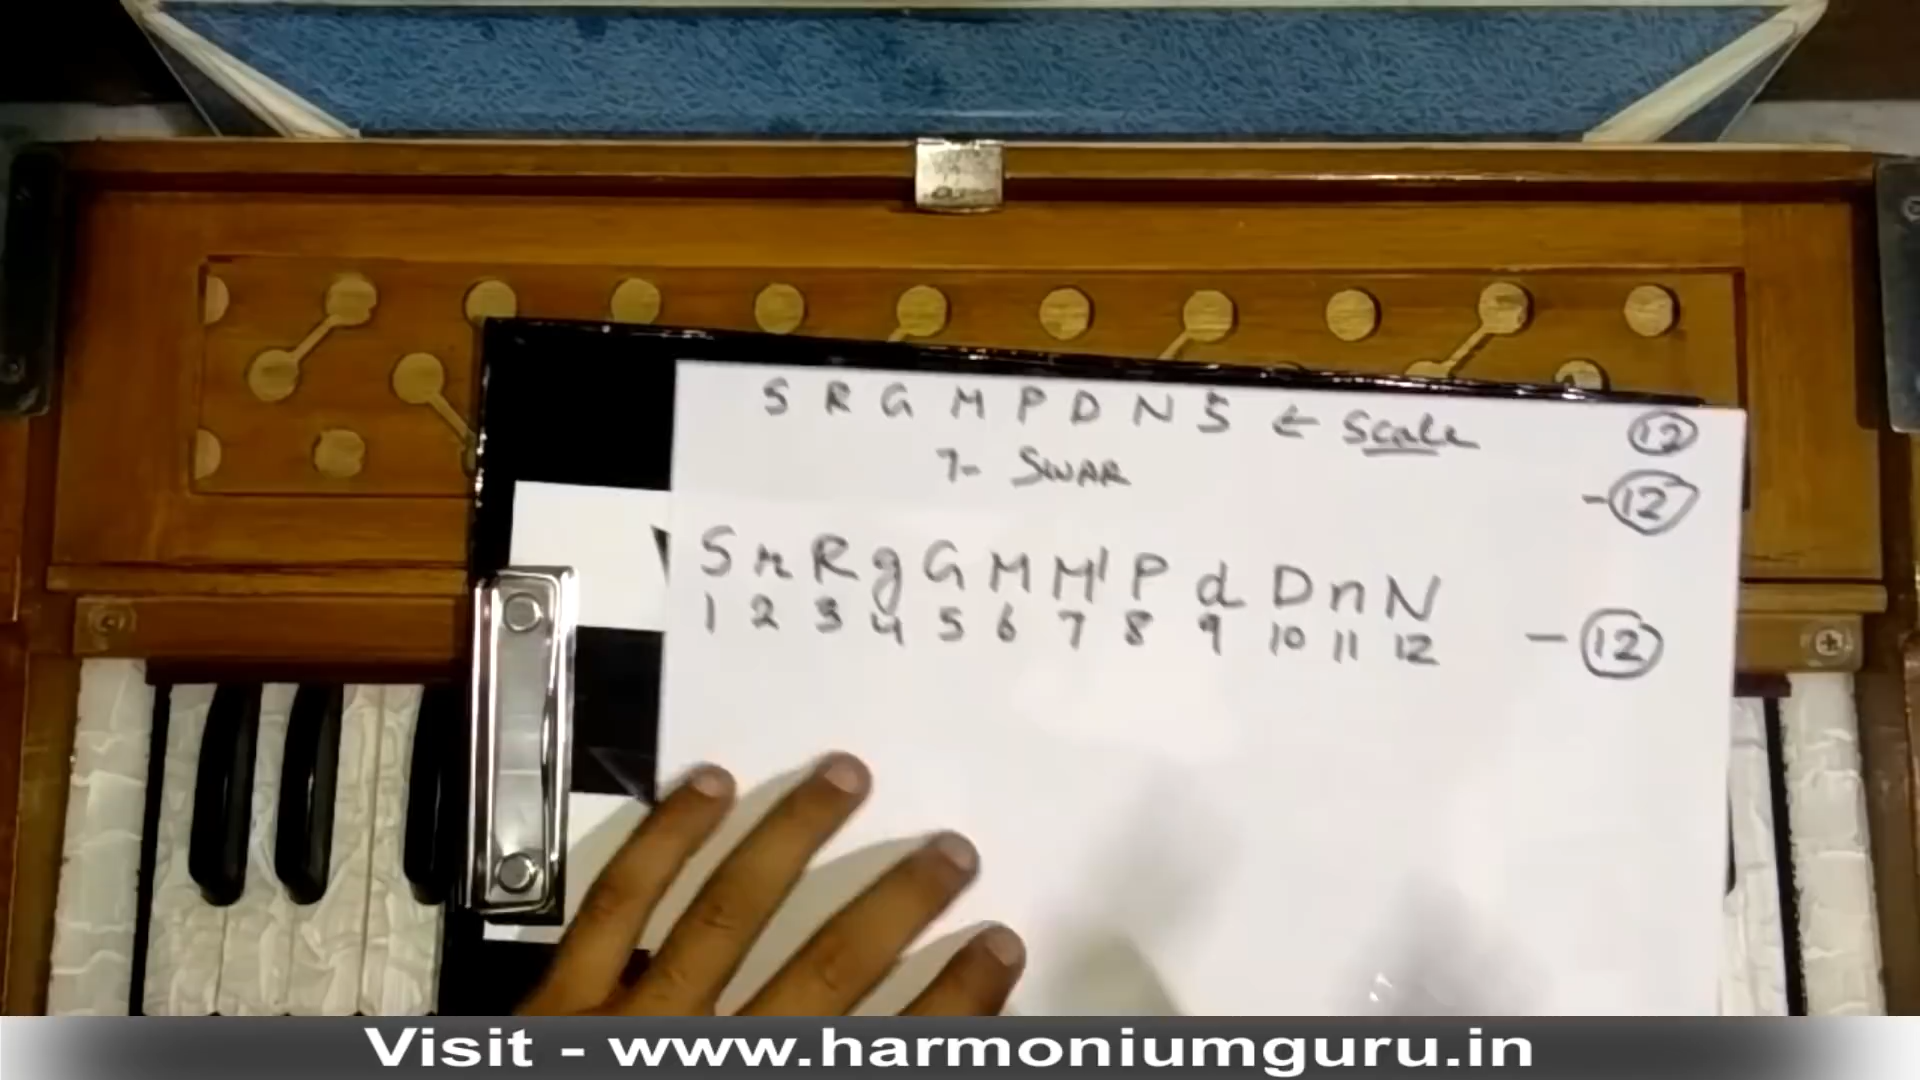 S R G M P D N S ← Scale 12
7- SWAR -12
S r R g G M M' P d D n N
1 2 3 4 5 6 7 8 9 10 11 12 -12
Visit - www.harmoniumguru.in